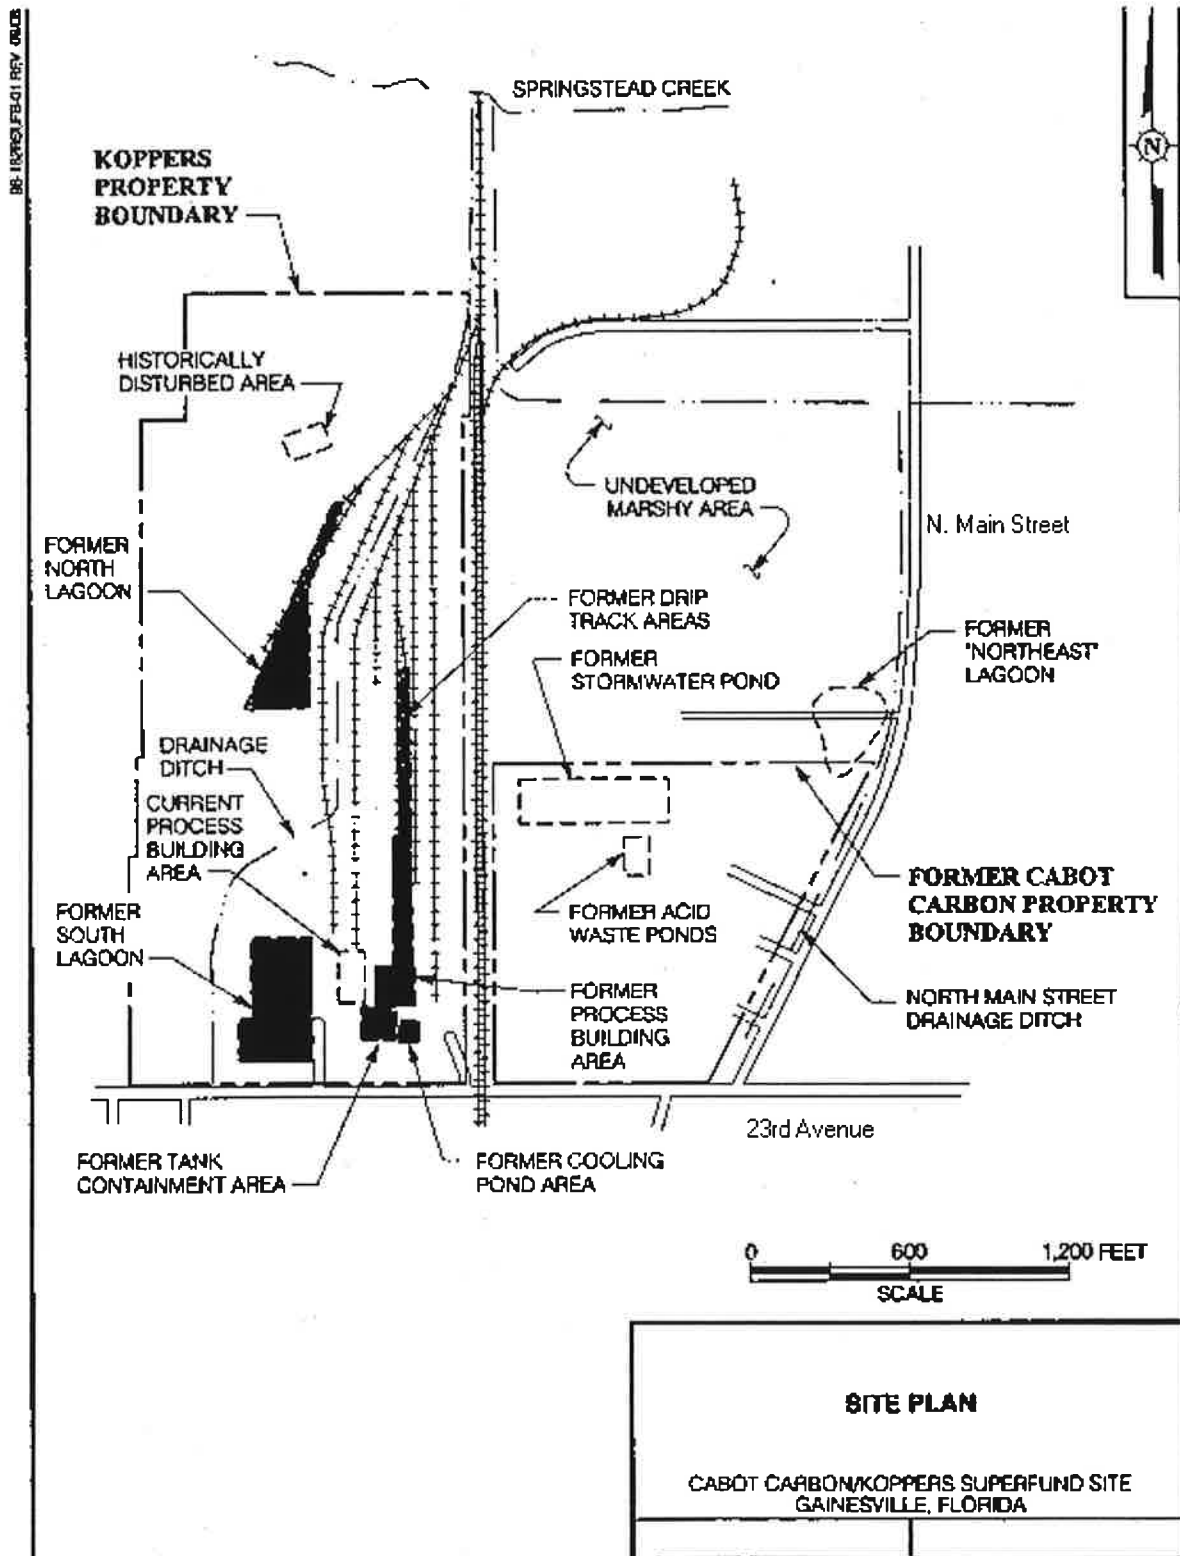 SPRINGSTEAD CREEK
N
KOPPERS
PROPERTY
BOUNDARY
HISTORICALLY
DISTURBED AREA
UNDEVELOPED
MARSHY AREA
N. Main Street
FORMER
NORTH
LAGOON
FORMER DRIP
TRACK AREAS
FORMER
"NORTHEAST"
LAGOON
FORMER
STORMWATER POND
DRAINAGE
DITCH
CURRENT
PROCESS
BUILDING
AREA
FORMER CABOT
CARBON PROPERTY
BOUNDARY
FORMER
SOUTH
LAGOON
FORMER ACID
WASTE PONDS
FORMER
PROCESS
BUILDING
AREA
NORTH MAIN STREET
DRAINAGE DITCH
23rd Avenue
FORMER TANK
CONTAINMENT AREA
FORMER COOLING
POND AREA
0 600 1,200 FEET
SCALE
SITE PLAN
CABOT CARBON/KOPPERS SUPERFUND SITE
GAINESVILLE, FLORIDA